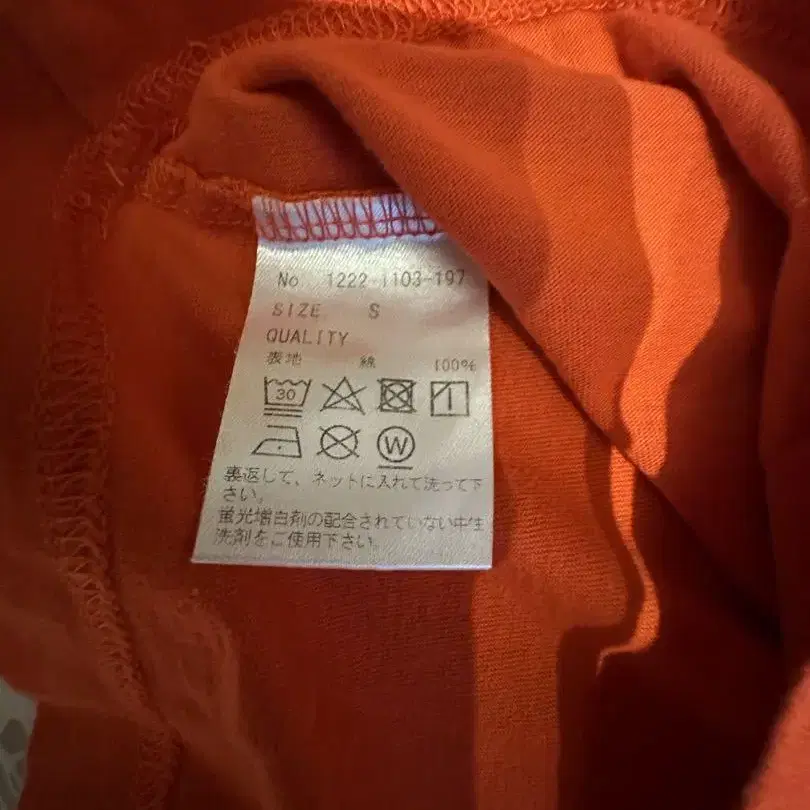 No 1222-1103-197
SIZE S
QUALITY
表地 綿 100%
30
W
裏返して、ネットに入れて洗って下
さい。
蛍光増白剤の配合されていない中性
洗剤をご使用下さい。